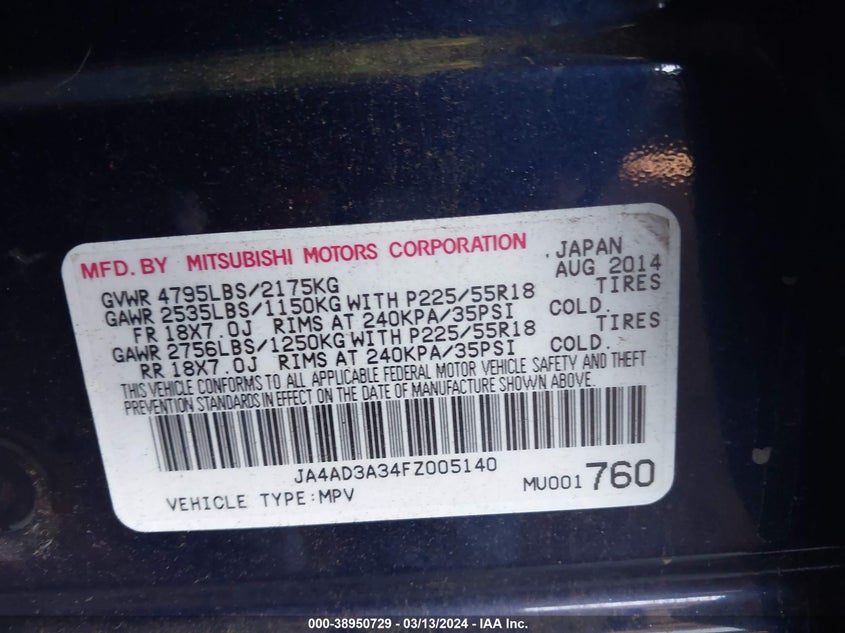 MFD. BY MITSUBISHI MOTORS CORPORATION .JAPAN
GVWR 4795LBS/2175KG AUG 2014
GAWR 2535LBS/1150KG WITH P225/55R18 TIRES
FR 18X7.0J RIMS AT 240KPA/35PSI COLD.
GAWR 2756LBS/1250KG WITH P225/55R18 TIRES
RR 18X7.0J RIMS AT 240KPA/35PSI COLD.
THIS VEHICLE CONFORMS TO ALL APPLICABLE FEDERAL MOTOR VEHICLE SAFETY AND THEFT
PREVENTION STANDARDS IN EFFECT ON THE DATE OF MANUFACTURE SHOWN ABOVE.
JA4AD3A34FZ005140
VEHICLE TYPE:MPV MU001760
000-38950729 - 03/13/2024 - IAA Inc.